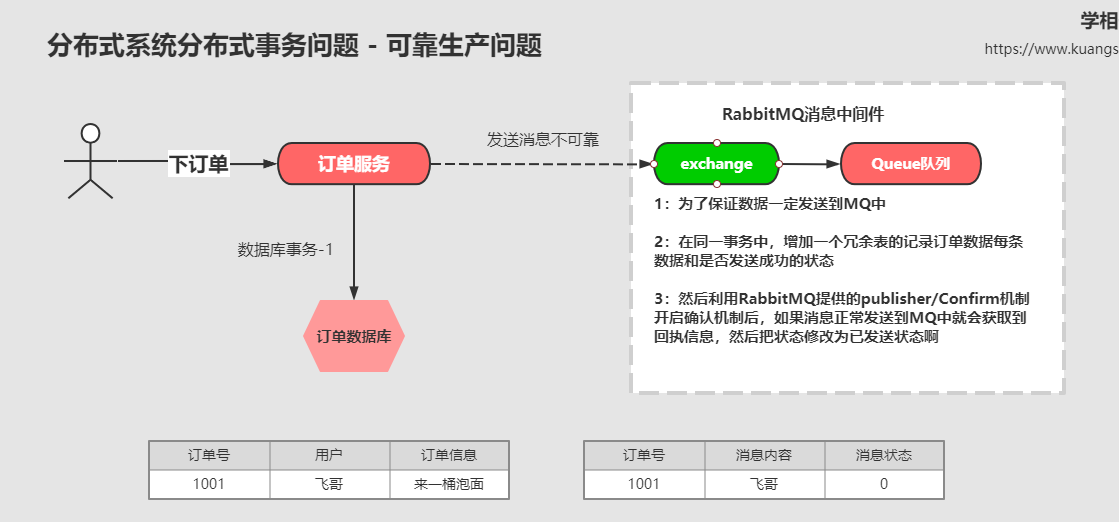 学相
分布式系统分布式事务问题 - 可靠生产问题
https://www.kuangs
RabbitMQ消息中间件
发送消息不可靠
下订单
订单服务
exchange
Queue队列
1：为了保证数据一定发送到MQ中
2：在同一事务中，增加一个冗余表的记录订单数据每条
数据和是否发送成功的状态
3：然后利用RabbitMQ提供的publisher/Confirm机制
开启确认机制后，如果消息正常发送到MQ中就会获取到
回执信息，然后把状态修改为已发送状态啊
数据库事务-1
订单数据库
订单号 用户 订单信息
1001 飞哥 来一桶泡面
订单号 消息内容 消息状态
1001 飞哥 0